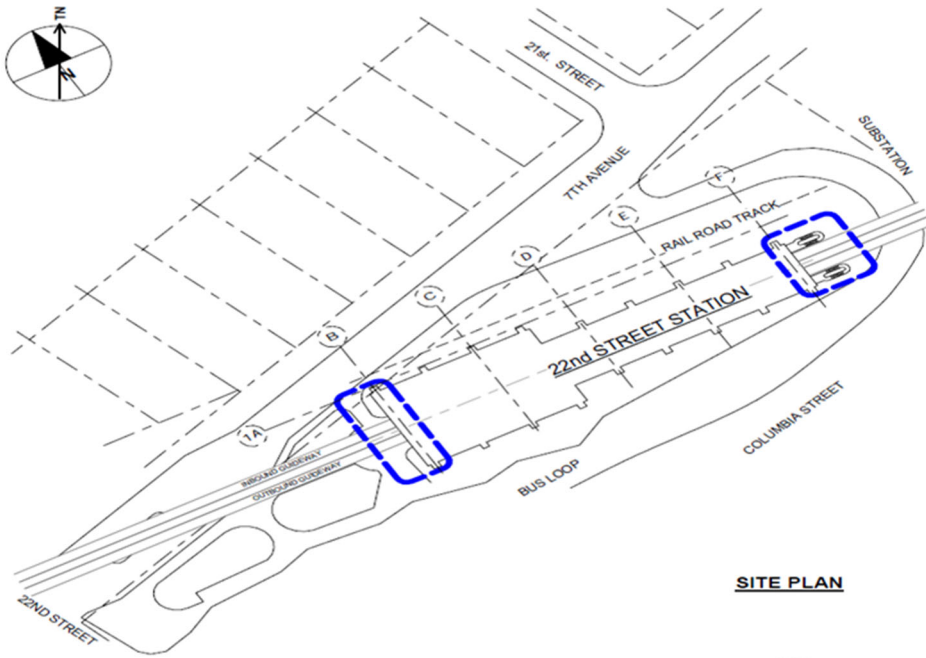 TN
N
21st. STREET
7TH AVENUE
SUBSTATION
F
E
D
C
B
1A
RAIL ROAD TRACK
22nd STREET STATION
INBOUND GUIDEWAY
OUTBOUND GUIDEWAY
BUS LOOP
COLUMBIA STREET
22ND STREET
SITE PLAN